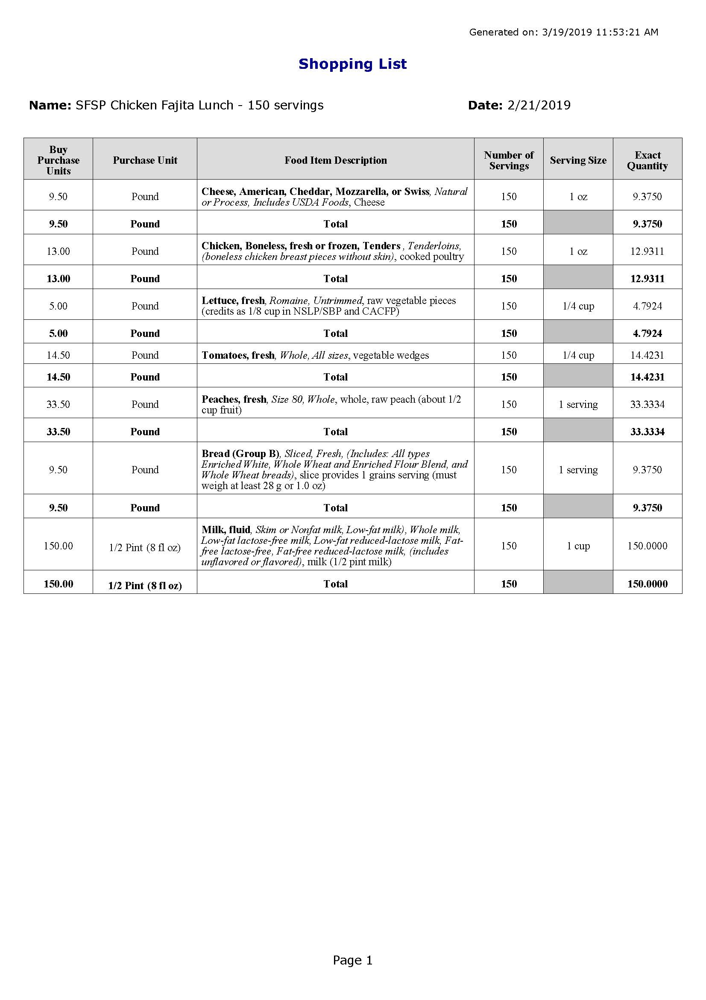 Generated on: 3/19/2019 11:53:21 AM
Shopping List
Name: SFSP Chicken Fajita Lunch - 150 servings Date: 2/21/2019
Buy Purchase Units Purchase Unit Food Item Description Number of Servings Serving Size Exact Quantity
9.50 Pound Cheese, American, Cheddar, Mozzarella, or Swiss, Natural
or Process, Includes USDA Foods, Cheese 150 1 oz 9.3750
9.50 Pound Total 150 9.3750
13.00 Pound Chicken, Boneless, fresh or frozen, Tenders , Tenderloins,
(boneless chicken breast pieces without skin), cooked poultry 150 1 oz 12.9311
13.00 Pound Total 150 12.9311
5.00 Pound Lettuce, fresh, Romaine, Untrimmed, raw vegetable pieces
(credits as 1/8 cup in NSLP/SBP and CACFP) 150 1/4 cup 4.7924
5.00 Pound Total 150 4.7924
14.50 Pound Tomatoes, fresh, Whole, All sizes, vegetable wedges 150 1/4 cup 14.4231
14.50 Pound Total 150 14.4231
33.50 Pound Peaches, fresh, Size 80, Whole, whole, raw peach (about 1/2
cup fruit) 150 1 serving 33.3334
33.50 Pound Total 150 33.3334
9.50 Pound Bread (Group B), Sliced, Fresh, (Includes: All types
Enriched White, Whole Wheat and Enriched Flour Blend, and
Whole Wheat breads), slice provides 1 grains serving (must
weigh at least 28 g or 1.0 oz) 150 1 serving 9.3750
9.50 Pound Total 150 9.3750
150.00 1/2 Pint (8 fl oz) Milk, fluid, Skim or Nonfat milk, Low-fat milk), Whole milk,
Low-fat lactose-free milk, Low-fat reduced-lactose milk, Fat-
free lactose-free, Fat-free reduced-lactose milk, (includes
unflavored or flavored), milk (1/2 pint milk) 150 1 cup 150.0000
150.00 1/2 Pint (8 fl oz) Total 150 150.0000
Page 1